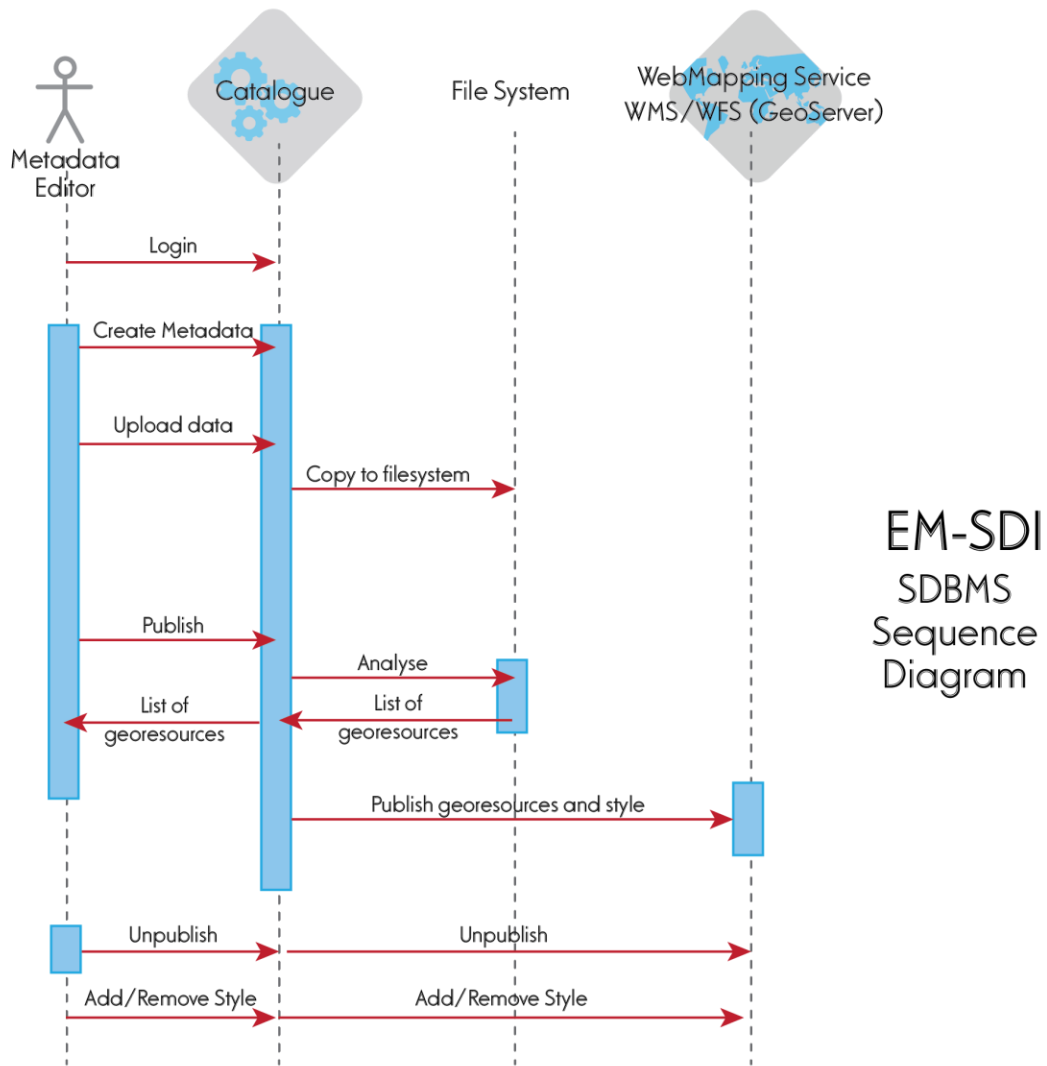 Metadata
Editor
Catalogue
File System
WebMapping Service
WMS/WFS (GeoServer)
Login
Create Metadata
Upload data
Copy to filesystem
Publish
Analyse
List of
georesources
List of
georesources
Publish georesources and style
Unpublish
Unpublish
Add/Remove Style
Add/Remove Style
EM-SDI
SDBMS
Sequence
Diagram